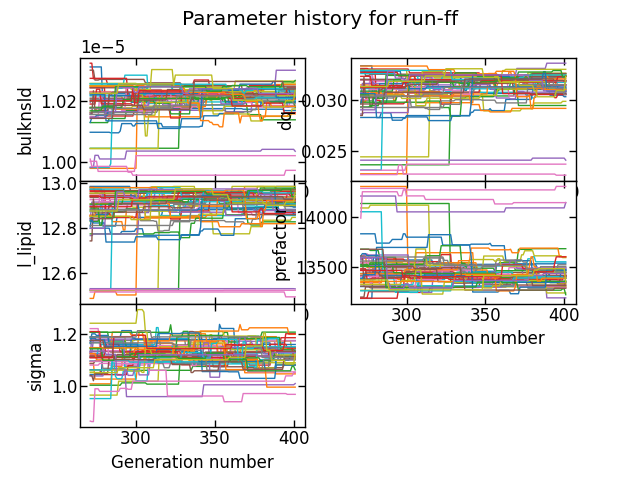 Parameter history for run-ff
1e−5
bulknsld
1.02
1.00
dq
0.030
0.025
l_lipid
13.0
12.8
12.6
prefactor
14000
13500
300
350
400
Generation number
sigma
1.2
1.0
300
350
400
Generation number